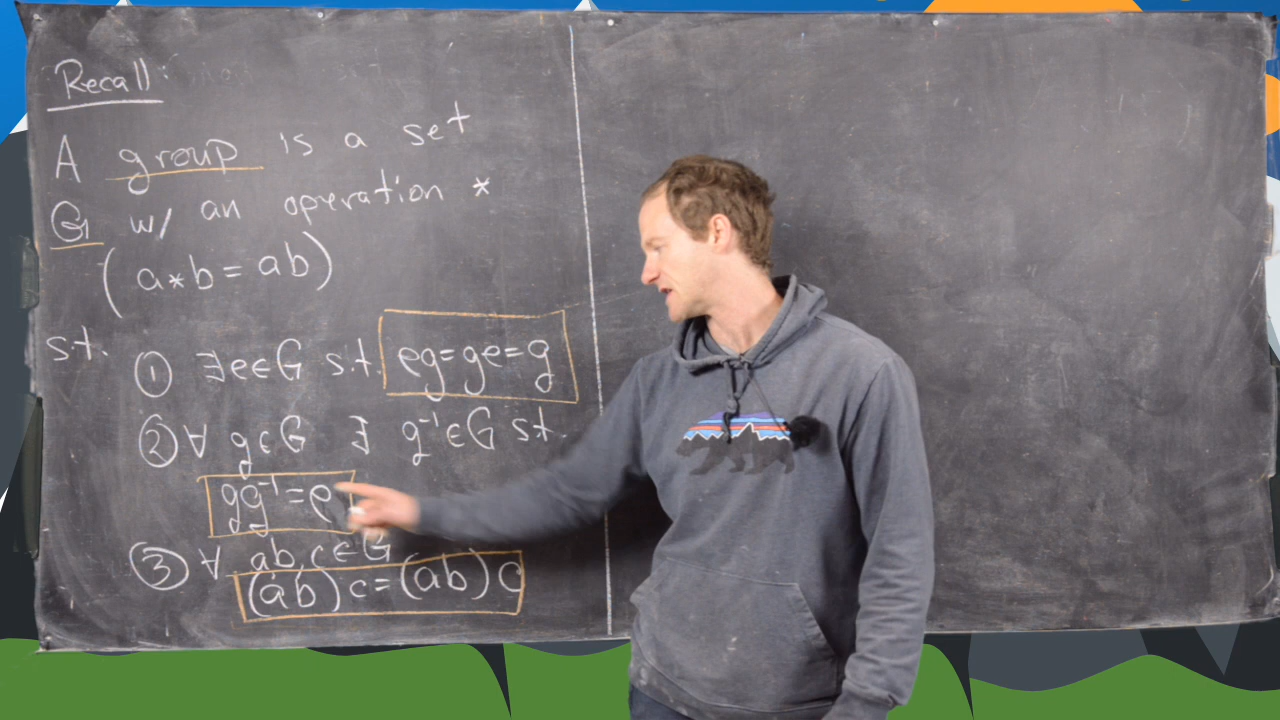 Recall:
A group is a set
G w/ an operation *
(a*b = ab)
s.t. ① ∃e∈G s.t. eg=ge=g
② ∀ g∈G ∃ g⁻¹∈G s.t.
gg⁻¹=e
③ ∀ a,b,c∈G
(ab)c=(ab)c